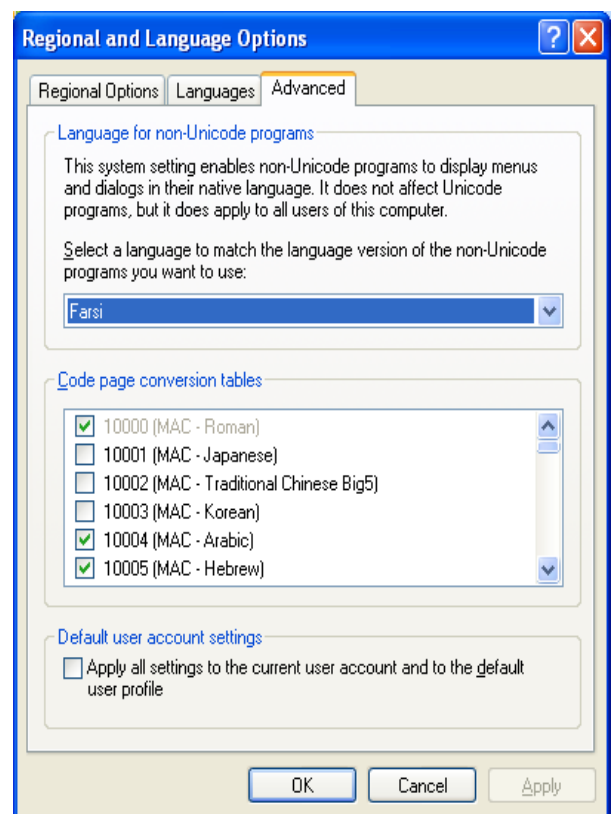 Regional and Language Options
Regional Options Languages Advanced
Language for non-Unicode programs
This system setting enables non-Unicode programs to display menus
and dialogs in their native language. It does not affect Unicode
programs, but it does apply to all users of this computer.
Select a language to match the language version of the non-Unicode
programs you want to use:
Farsi
Code page conversion tables
10000 (MAC - Roman)
10001 (MAC - Japanese)
10002 (MAC - Traditional Chinese Big5)
10003 (MAC - Korean)
10004 (MAC - Arabic)
10005 (MAC - Hebrew)
Default user account settings
Apply all settings to the current user account and to the default
user profile
OK Cancel Apply